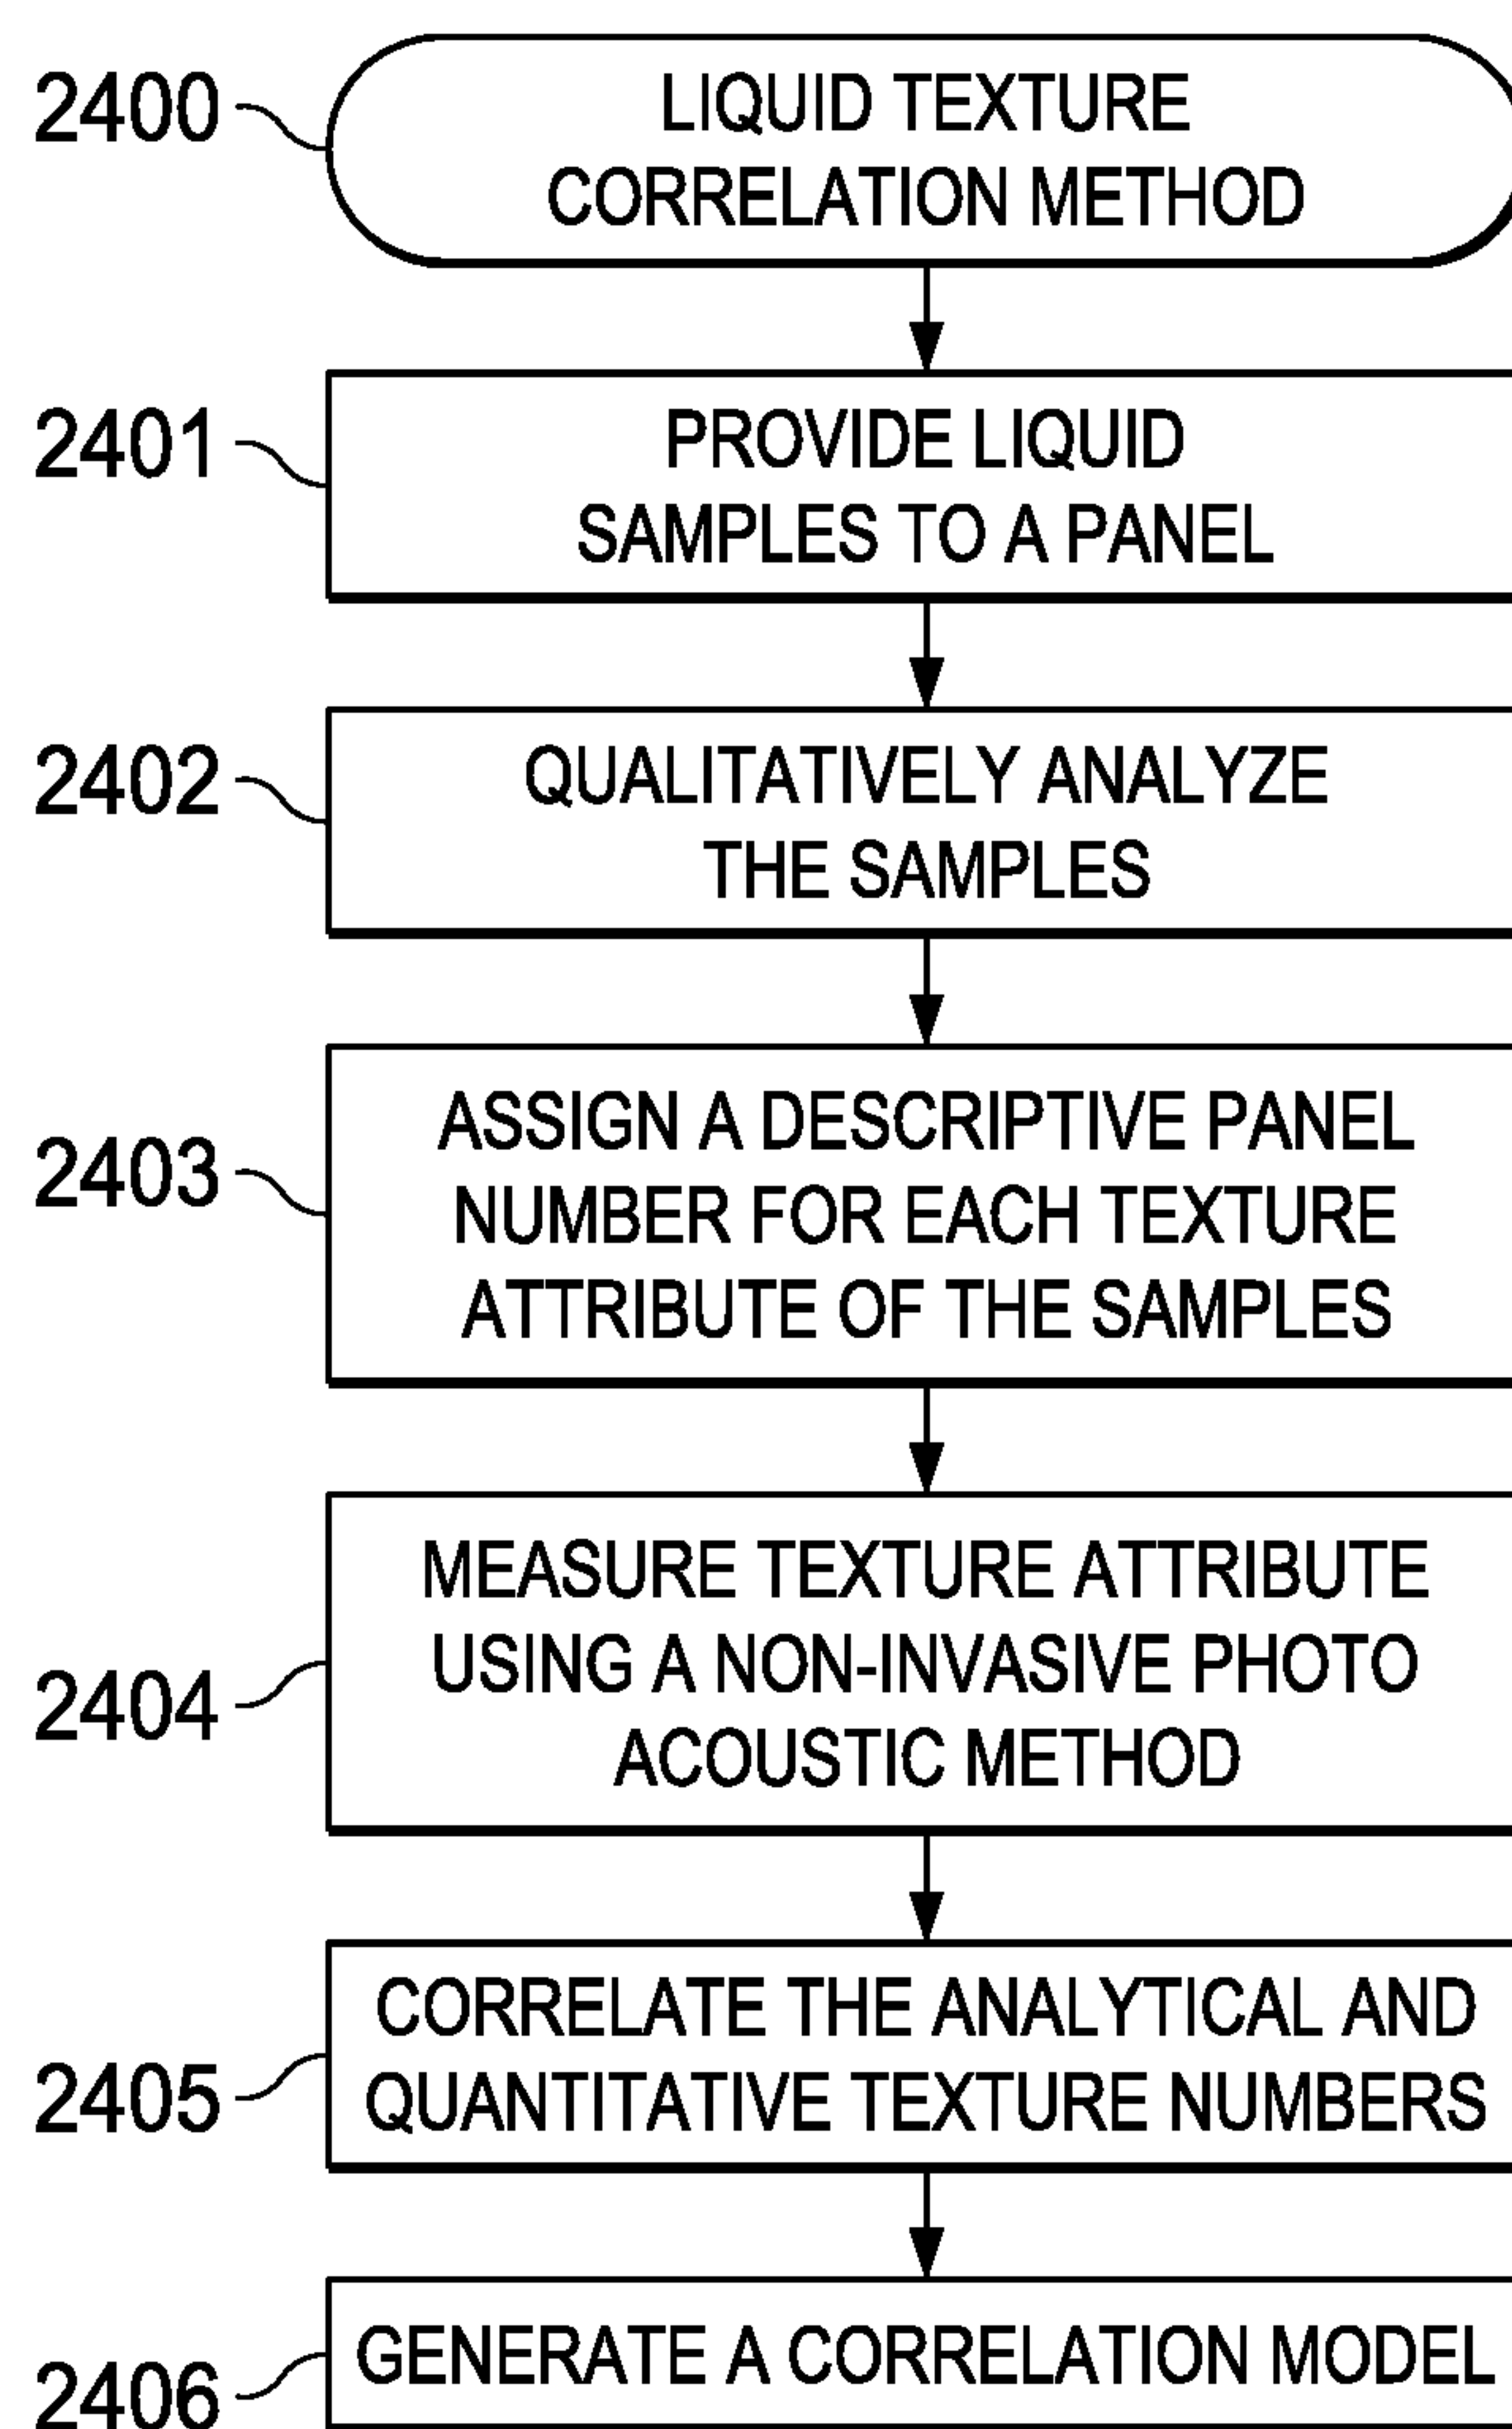 2400
LIQUID TEXTURE
CORRELATION METHOD
2401
PROVIDE LIQUID
SAMPLES TO A PANEL
2402
QUALITATIVELY ANALYZE
THE SAMPLES
2403
ASSIGN A DESCRIPTIVE PANEL
NUMBER FOR EACH TEXTURE
ATTRIBUTE OF THE SAMPLES
2404
MEASURE TEXTURE ATTRIBUTE
USING A NON-INVASIVE PHOTO
ACOUSTIC METHOD
2405
CORRELATE THE ANALYTICAL AND
QUANTITATIVE TEXTURE NUMBERS
2406
GENERATE A CORRELATION MODEL